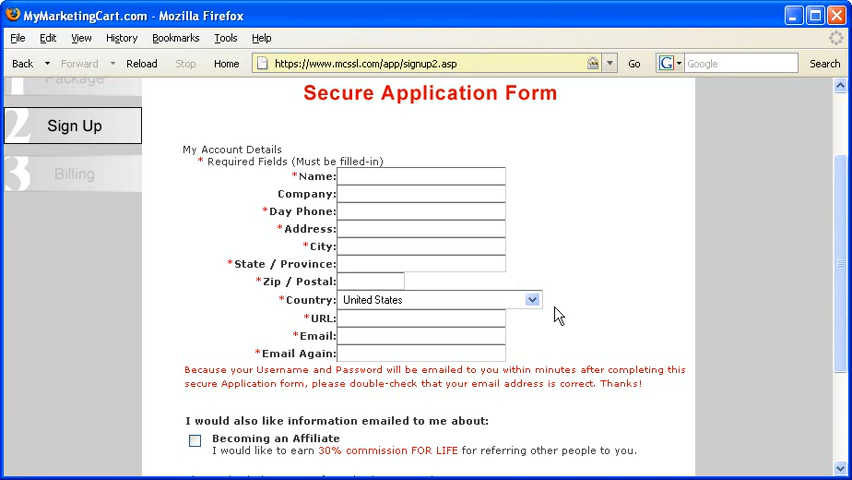 MyMarketingCart.com - Mozilla Firefox
File Edit View History Bookmarks Tools Help
Back Forward Reload Stop Home https://www.mcssl.com/app/signup2.asp Go G Google Search
1 Package
Secure Application Form
2 Sign Up
3 Billing
My Account Details
* Required Fields (Must be filled-in)
*Name:
Company:
*Day Phone:
*Address:
*City:
*State / Province:
*Zip / Postal:
*Country: United States
*URL:
*Email:
*Email Again:
Because your Username and Password will be emailed to you within minutes after completing this
secure Application form, please double-check that your email address is correct. Thanks!
I would also like information emailed to me about:
Becoming an Affiliate
I would like to earn 30% commission FOR LIFE for referring other people to you.